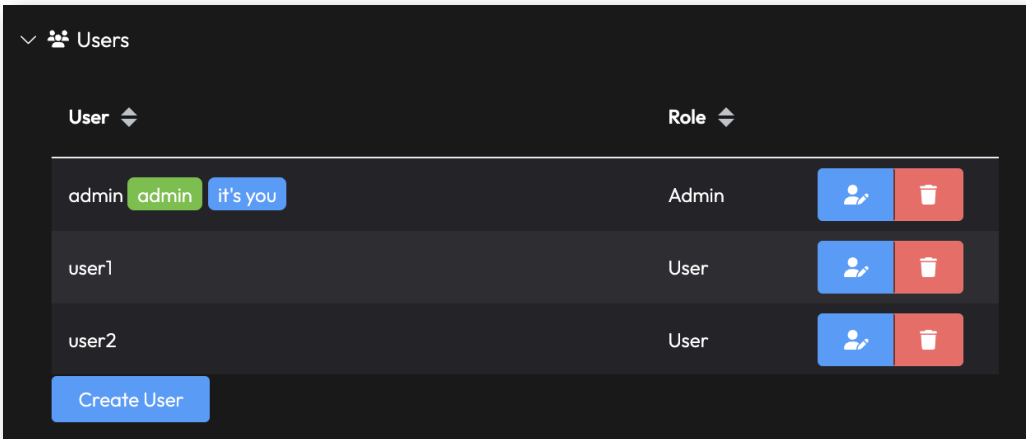 Users
User Role
admin admin it's you Admin
user1 User
user2 User
Create User